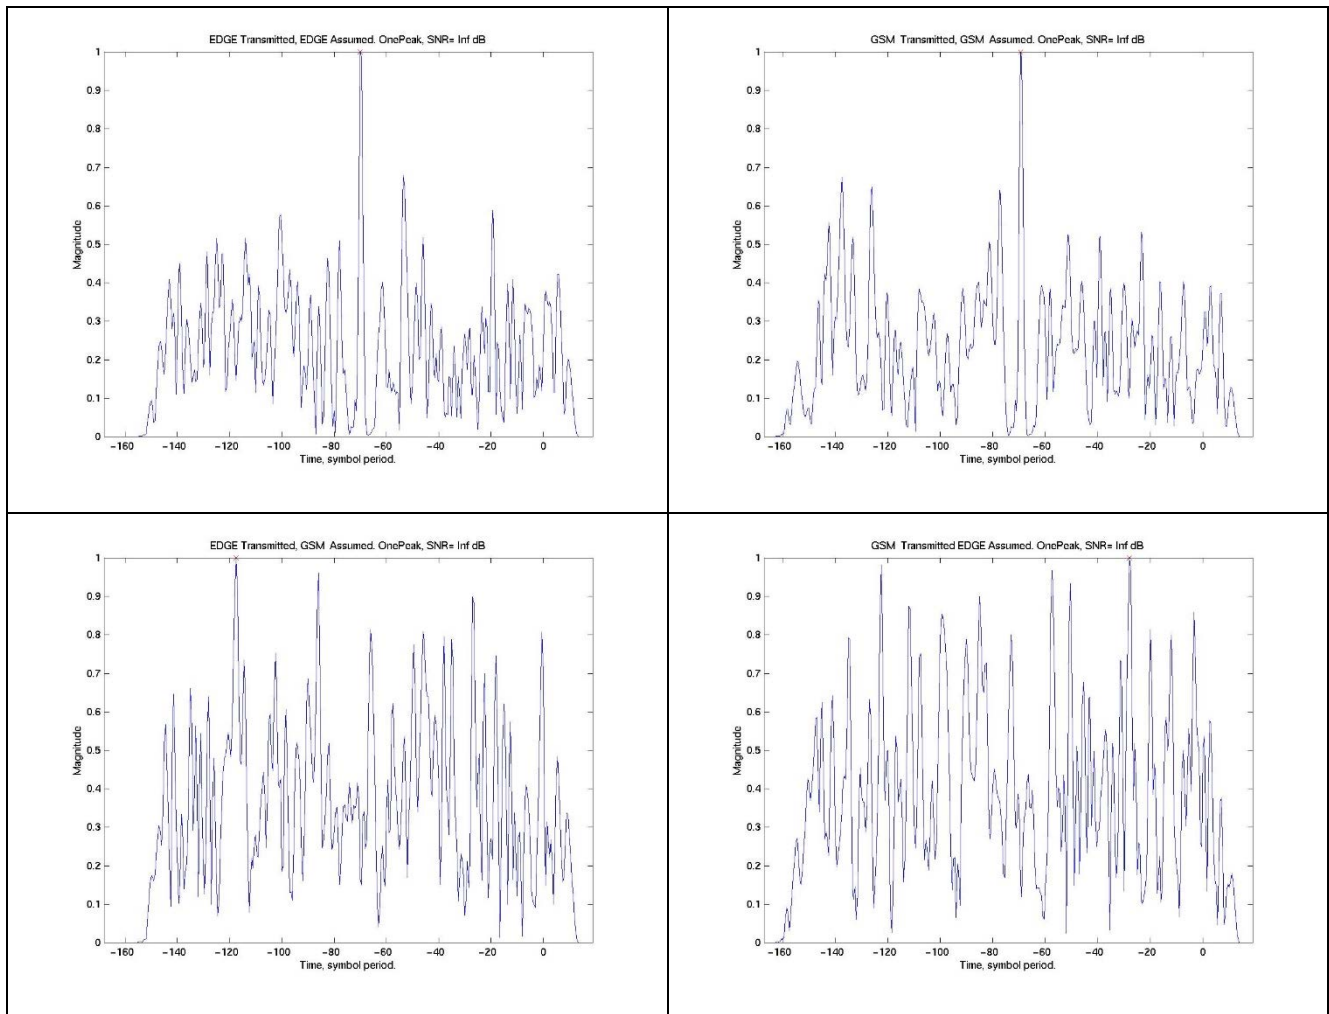 EDGE Transmitted, EDGE Assumed. OnePeak, SNR= Inf dB
1
0.9
0.8
0.7
0.6
0.5
0.4
0.3
0.2
0.1
0
Magnitude
−160 −140 −120 −100 −80 −60 −40 −20 0
Time, symbol period.
GSM Transmitted, GSM Assumed. OnePeak, SNR= Inf dB
1
0.9
0.8
0.7
0.6
0.5
0.4
0.3
0.2
0.1
0
Magnitude
−160 −140 −120 −100 −80 −60 −40 −20 0
Time, symbol period.
EDGE Transmitted, GSM Assumed. OnePeak, SNR= Inf dB
1
0.9
0.8
0.7
0.6
0.5
0.4
0.3
0.2
0.1
0
Magnitude
−160 −140 −120 −100 −80 −60 −40 −20 0
Time, symbol period.
GSM Transmitted EDGE Assumed. OnePeak, SNR= Inf dB
1
0.9
0.8
0.7
0.6
0.5
0.4
0.3
0.2
0.1
0
Magnitude
−160 −140 −120 −100 −80 −60 −40 −20 0
Time, symbol period.